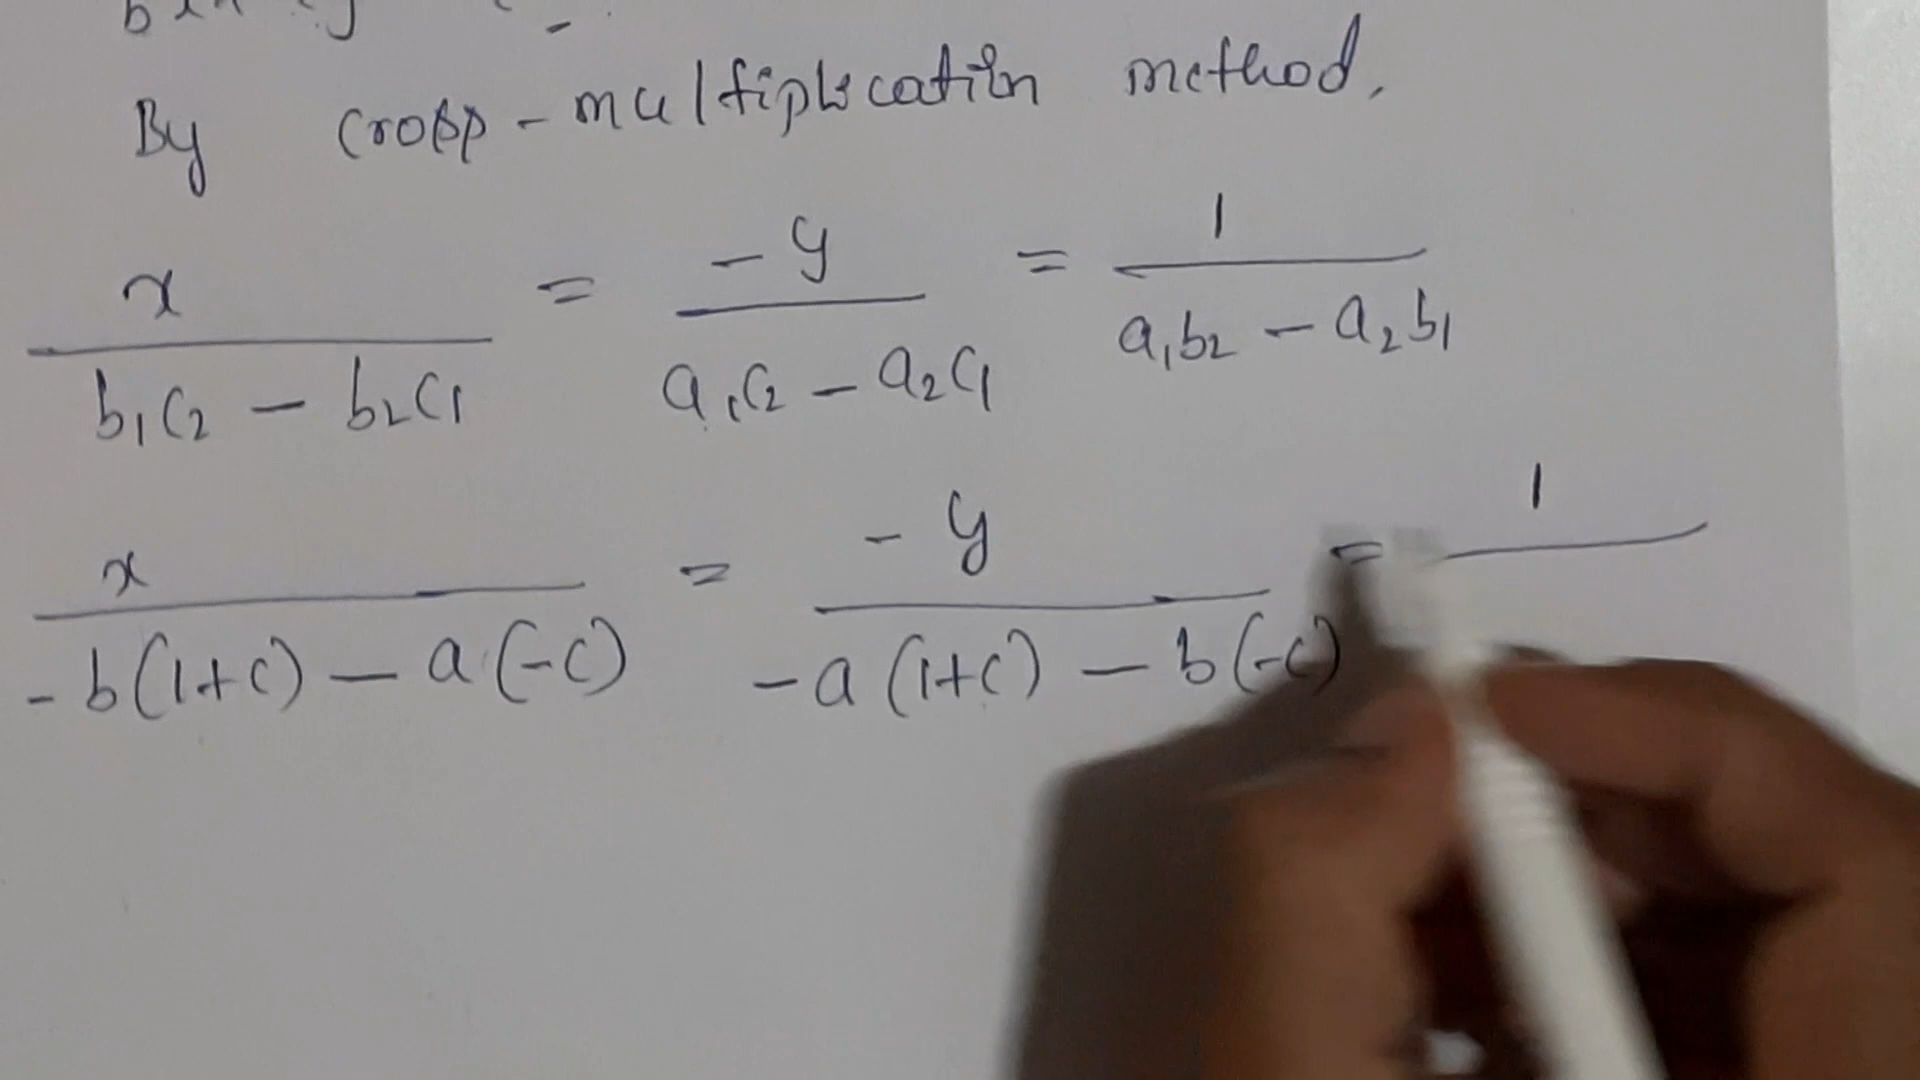 By cross-multiplication method.
x / b₁c₂ - b₂c₁ = -y / a₁c₂ - a₂c₁ = 1 / a₁b₂ - a₂b₁
x / -b(1+c) - a(-c) = -y / -a(1+c) - b(-c) = 1